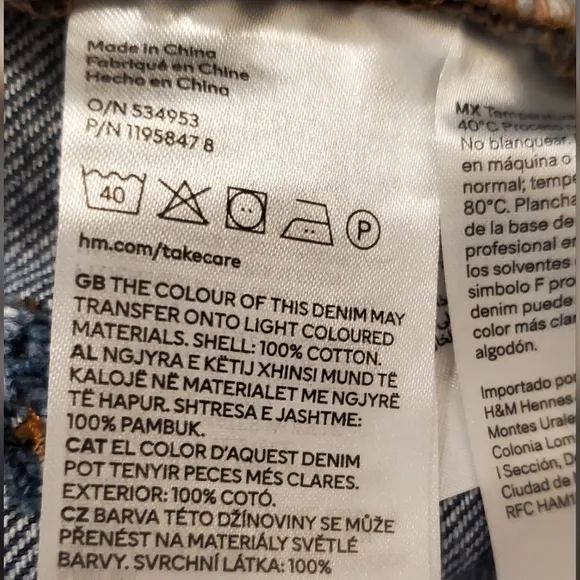 Made in China
Fabriqué en Chine
Hecho en China
O/N 534953
P/N 1195847 8
40
P
hm.com/takecare
GB THE COLOUR OF THIS DENIM MAY
TRANSFER ONTO LIGHT COLOURED
MATERIALS. SHELL: 100% COTTON.
AL NGJYRA E KËTIJ XHINSI MUND TË
KALOJË NË MATERIALET ME NGJYRË
TË HAPUR. SHTRESA E JASHTME:
100% PAMBUK.
CAT EL COLOR D'AQUEST DENIM
POT TENYIR PECES MÉS CLARES.
EXTERIOR: 100% COTÓ.
CZ BARVA TÉTO DŽÍNOVINY SE MŮŽE
PŘENÉST NA MATERIÁLY SVĚTLÉ
BARVY. SVRCHNÍ LÁTKA: 100%
MX Temperatura
40°C Proceso
No blanquear.
en máquina o
normal; tempe
80°C. Plancha
de la base de
profesional en
los solventes
simbolo F pro
denim puede
color más clar
algodón.
Importado por
H&M Hennes
Montes Urale
Colonia Lom
I Sección, D
Ciudad de
RFC HAM1